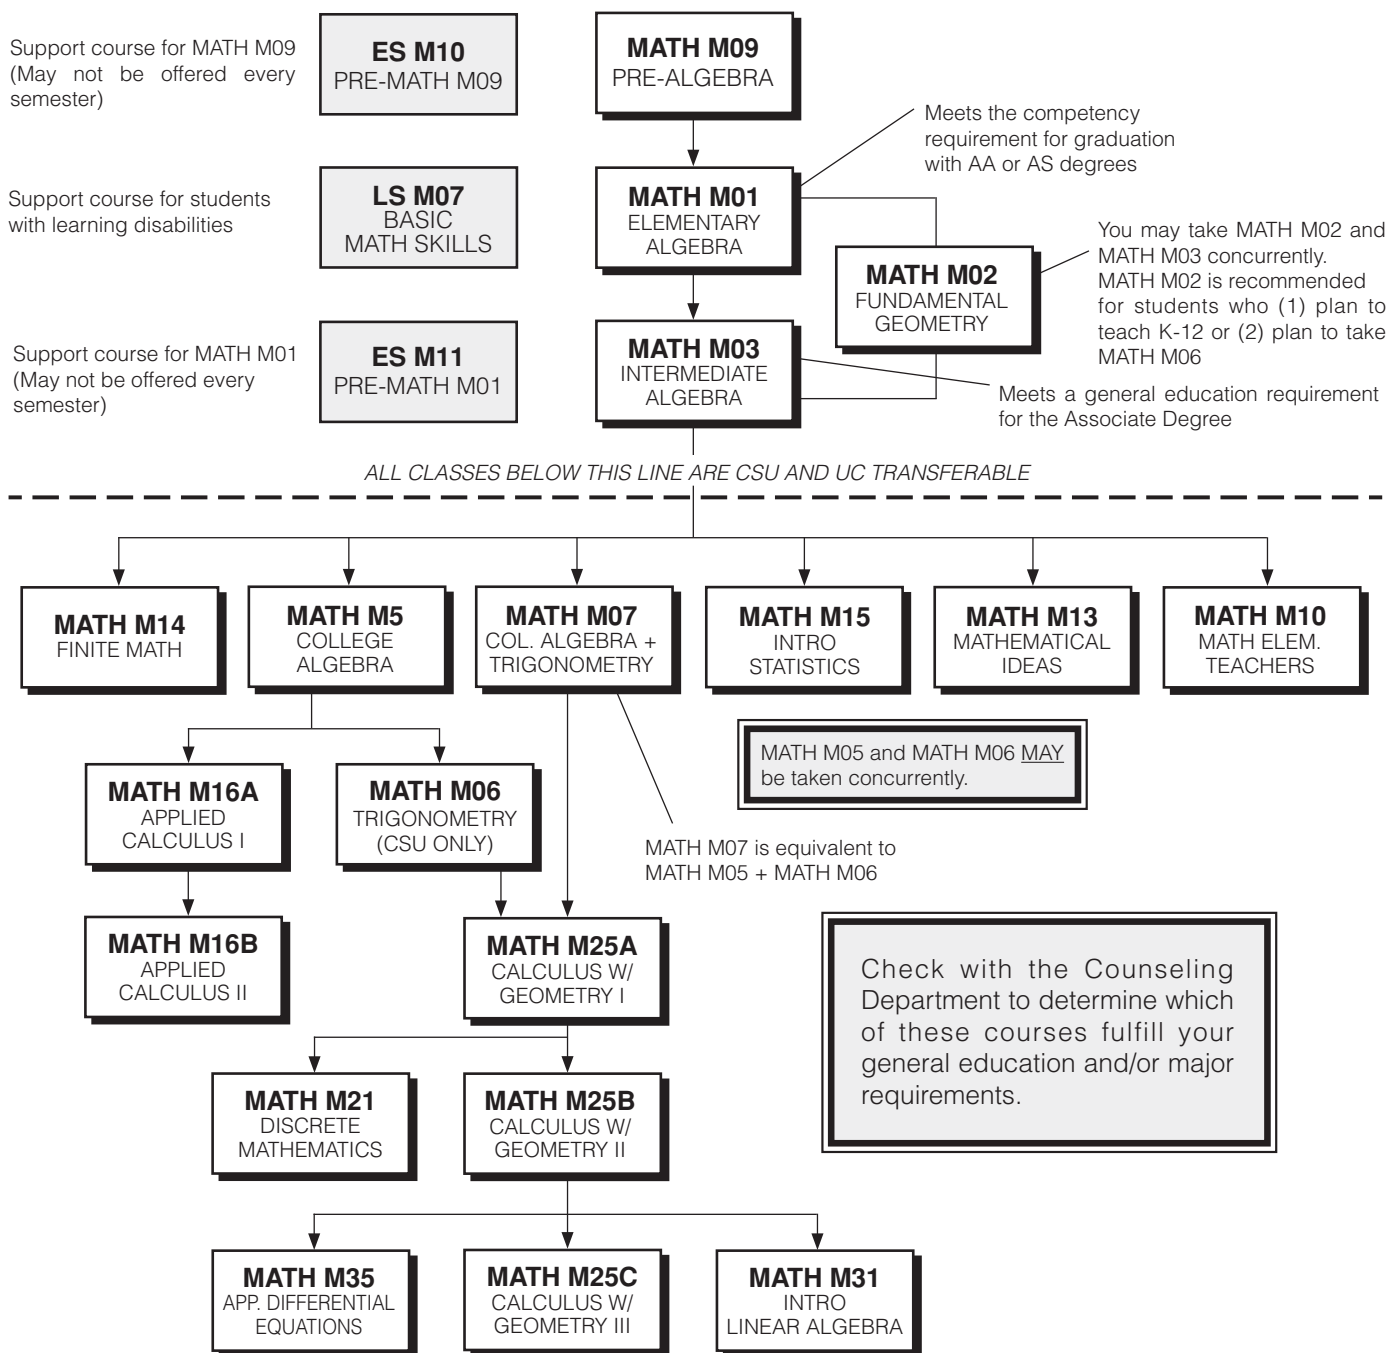 Support course for MATH M09
(May not be offered every
semester)
ES M10
PRE-MATH M09
MATH M09
PRE-ALGEBRA
Meets the competency
requirement for graduation
with AA or AS degrees
Support course for students
with learning disabilities
LS M07
BASIC
MATH SKILLS
MATH M01
ELEMENTARY
ALGEBRA
MATH M02
FUNDAMENTAL
GEOMETRY
You may take MATH M02 and
MATH M03 concurrently.
MATH M02 is recommended
for students who (1) plan to
teach K-12 or (2) plan to take
MATH M06
Support course for MATH M01
(May not be offered every
semester)
ES M11
PRE-MATH M01
MATH M03
INTERMEDIATE
ALGEBRA
Meets a general education requirement
for the Associate Degree
ALL CLASSES BELOW THIS LINE ARE CSU AND UC TRANSFERABLE
MATH M14
FINITE MATH
MATH M5
COLLEGE
ALGEBRA
MATH M07
COL. ALGEBRA +
TRIGONOMETRY
MATH M15
INTRO
STATISTICS
MATH M13
MATHEMATICAL
IDEAS
MATH M10
MATH ELEM.
TEACHERS
MATH M05 and MATH M06 MAY
be taken concurrently.
MATH M16A
APPLIED
CALCULUS I
MATH M06
TRIGONOMETRY
(CSU ONLY)
MATH M07 is equivalent to
MATH M05 + MATH M06
MATH M16B
APPLIED
CALCULUS II
MATH M25A
CALCULUS W/
GEOMETRY I
Check with the Counseling
Department to determine which
of these courses fulfill your
general education and/or major
requirements.
MATH M21
DISCRETE
MATHEMATICS
MATH M25B
CALCULUS W/
GEOMETRY II
MATH M35
APP. DIFFERENTIAL
EQUATIONS
MATH M25C
CALCULUS W/
GEOMETRY III
MATH M31
INTRO
LINEAR ALGEBRA